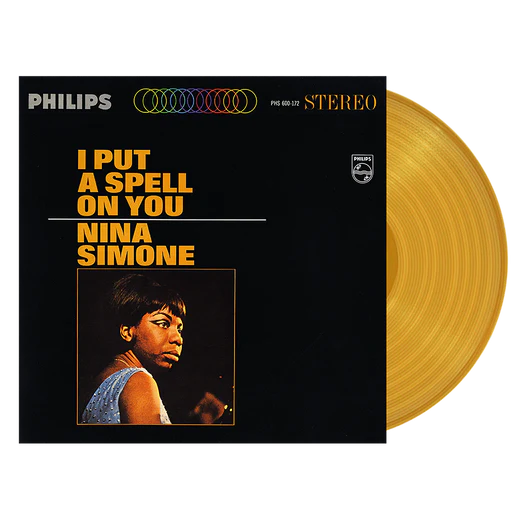 PHILIPS
PHS 600-172 STEREO
PHILIPS
I PUT
A SPELL
ON YOU
NINA
SIMONE